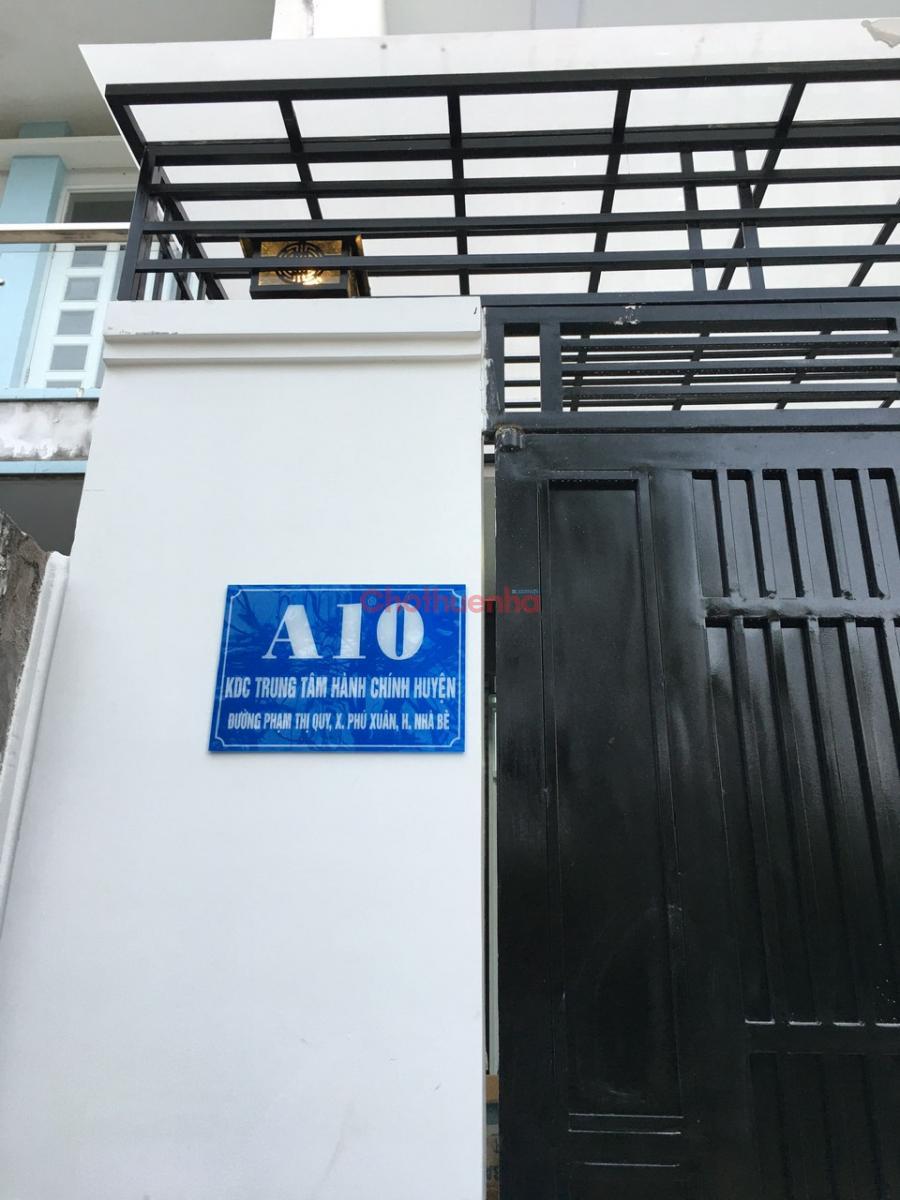 A10
KDC TRUNG TÂM HÀNH CHÍNH HUYỆN
ĐƯỜNG PHẠM THỊ QUY, X. PHÚ XUÂN, H. NHÀ BÈ
Chothuenha